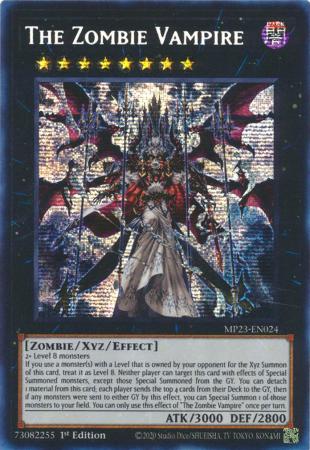 THE ZOMBIE VAMPIRE
DARK
闇
MP23-EN024
[ZOMBIE/XYZ/EFFECT]
2+ Level 8 monsters
If you use a monster(s) with a Level that is owned by your opponent for the Xyz Summon
of this card, treat it as Level 8. Neither player can target this card with effects of Special
Summoned monsters, except those Special Summoned from the GY. You can detach
1 material from this card; each player sends the top 4 cards from their Deck to the GY, then
if any monsters were sent to either GY by this effect, you can Special Summon 1 of those
monsters to your field. You can only use this effect of "The Zombie Vampire" once per turn.
ATK/3000 DEF/2800
73082255 1st Edition ©2020 Studio Dice/SHUEISHA, TV TOKYO, KONAMI